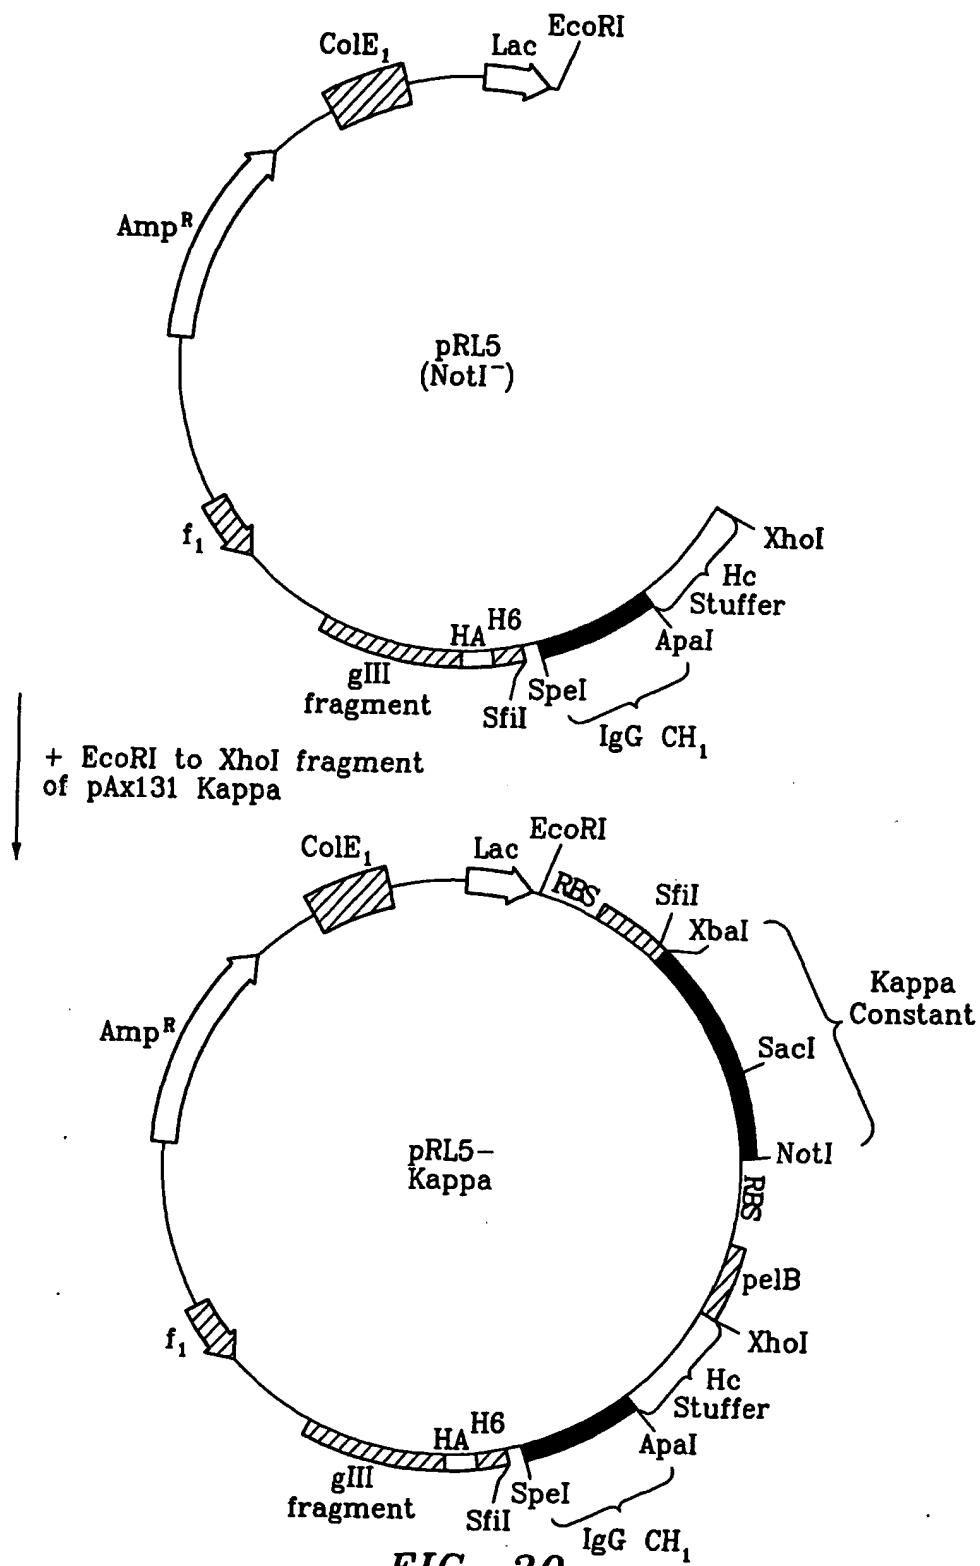 EcoRI
ColE1
Lac
AmpR
pRL5
(NotI-)
f1
XhoI
Hc
Stuffer
ApaI
H6
HA
gIII
fragment
SpeI
SfiI
IgG CH1
+ EcoRI to XhoI fragment
of pAx131 Kappa
EcoRI
ColE1
Lac
RBS
SfiI
XbaI
Kappa
Constant
AmpR
SacI
pRL5-
Kappa
NotI
RBS
pelB
f1
XhoI
Hc
Stuffer
ApaI
H6
HA
gIII
fragment
SpeI
SfiI
IgG CH1
FIG. 20